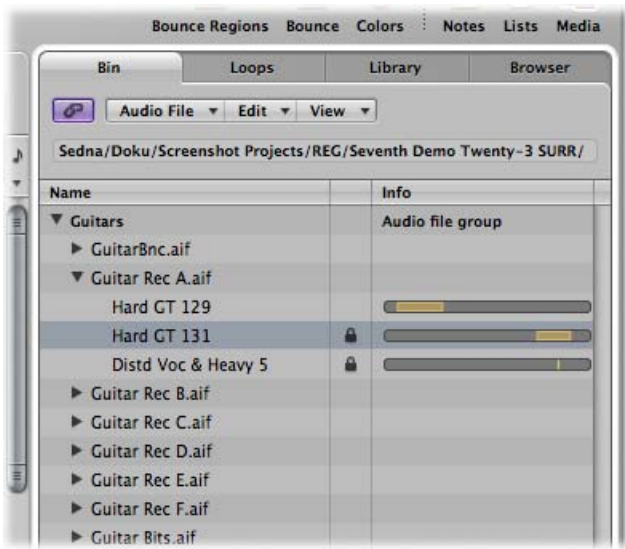 Bounce Regions Bounce Colors Notes Lists Media
Bin Loops Library Browser
Audio File Edit View
Sedna/Doku/Screenshot Projects/REG/Seventh Demo Twenty-3 SURR/
Name Info
Guitars Audio file group
GuitarBnc.aif
Guitar Rec A.aif
Hard GT 129
Hard GT 131
Distd Voc & Heavy 5
Guitar Rec B.aif
Guitar Rec C.aif
Guitar Rec D.aif
Guitar Rec E.aif
Guitar Rec F.aif
Guitar Bits.aif